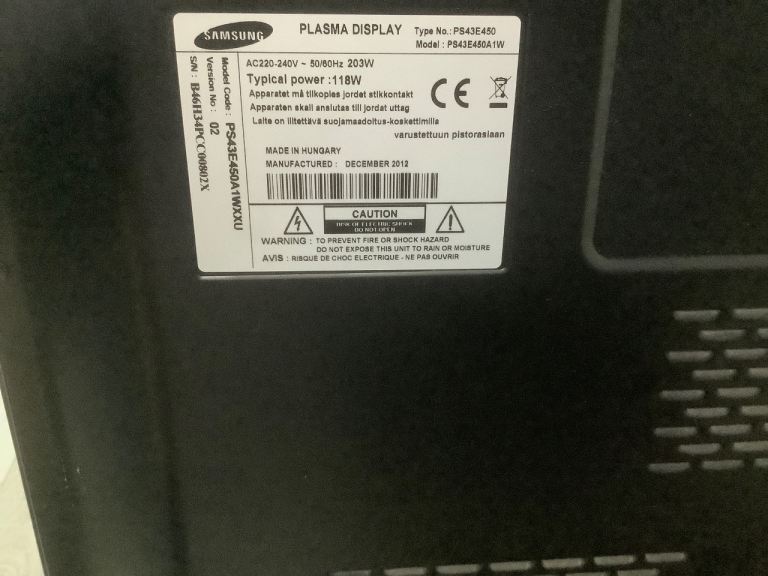 SAMSUNG
PLASMA DISPLAY
Type No.: PS43E450
Model : PS43E450A1W
AC220-240V ~ 50/60Hz 203W
Typical power :118W
Apparatet må tilkoples jordet stikkontakt
Apparaten skall anslutas till jordat uttag
Laite on liitettävä suojamaadoitus-koskettimilla
varustettuun pistorasiaan
CE
MADE IN HUNGARY
MANUFACTURED : DECEMBER 2012
Model Code : PS43E450A1WXXU
Version No : 02
S/N : B46H34PCC00802X
CAUTION
RISK OF ELECTRIC SHOCK
DO NOT OPEN
WARNING : TO PREVENT FIRE OR SHOCK HAZARD
DO NOT EXPOSE THIS UNIT TO RAIN OR MOISTURE
AVIS : RISQUE DE CHOC ELECTRIQUE - NE PAS OUVRIR